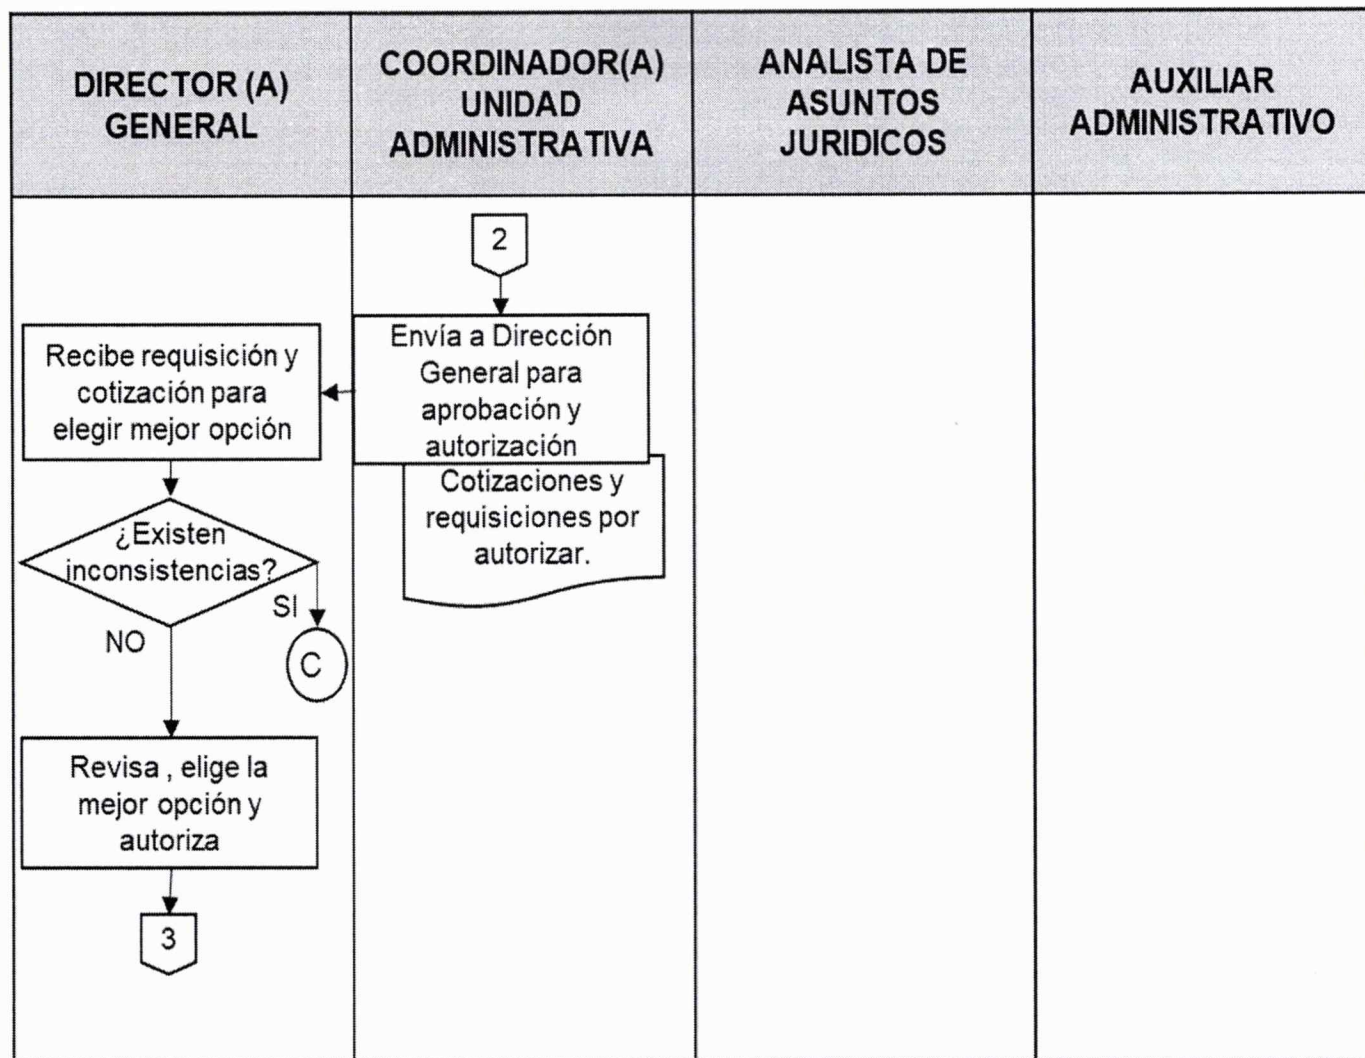 DIRECTOR (A)
GENERAL
COORDINADOR(A)
UNIDAD
ADMINISTRATIVA
ANALISTA DE
ASUNTOS
JURIDICOS
AUXILIAR
ADMINISTRATIVO
2
Envía a Dirección
General para
aprobación y
autorización
Cotizaciones y
requisiciones por
autorizar.
Recibe requisición y
cotización para
elegir mejor opción
¿Existen
inconsistencias?
SI
NO
C
Revisa , elige la
mejor opción y
autoriza
3